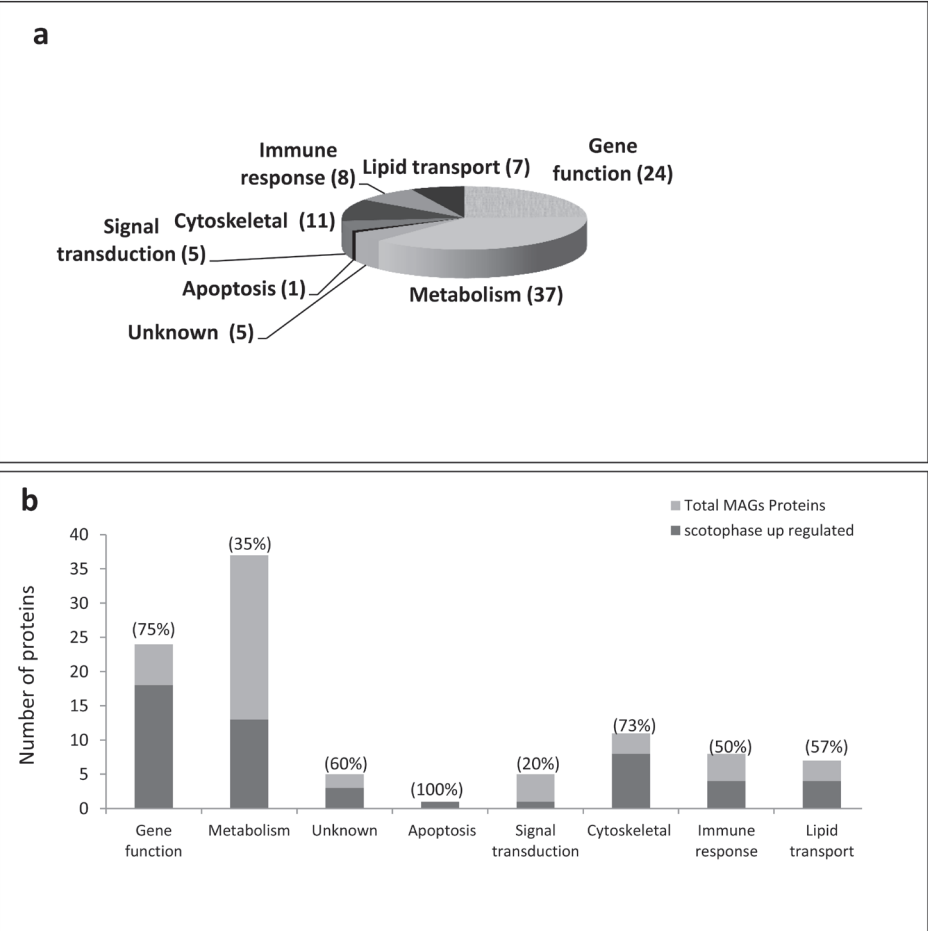 a
Immune
response (8)
Lipid transport (7)
Gene
function (24)
Signal
transduction (5)
Cytoskeletal (11)
Apoptosis (1)
Metabolism (37)
Unknown (5)
b
Total MAGs Proteins
scotophase up regulated
Number of proteins
40
35
30
25
20
15
10
5
0
(75%)
(35%)
(60%)
(100%)
(20%)
(73%)
(50%)
(57%)
Gene
function
Metabolism
Unknown
Apoptosis
Signal
transduction
Cytoskeletal
Immune
response
Lipid
transport